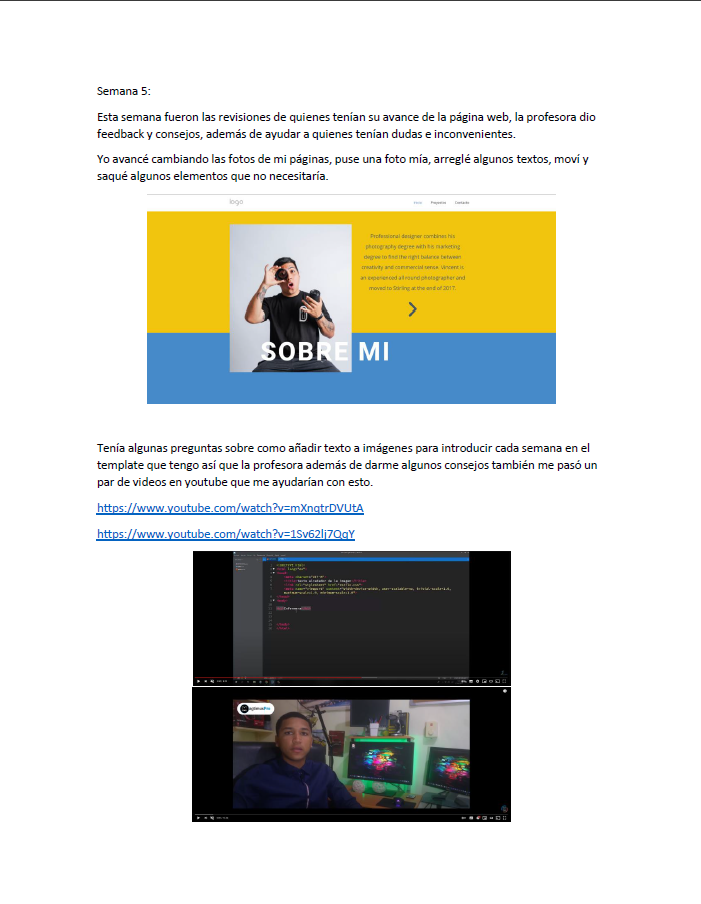 Semana 5:
Esta semana fueron las revisiones de quienes tenían su avance de la página web, la profesora dio
feedback y consejos, además de ayudar a quienes tenían dudas e inconvenientes.
Yo avancé cambiando las fotos de mi páginas, puse una foto mía, arreglé algunos textos, moví y
saqué algunos elementos que no necesitaría.
logo
Inicio Preguntas Contacto
Professional designer combines his
photography degree with his marketing
degree to find the right balance between
creativity and commercial sense. Vincent is
an experienced all-round photographer and
moved to Stirling at the end of 2017.
SOBRE MI
Tenía algunas preguntas sobre como añadir texto a imágenes para introducir cada semana en el
template que tengo así que la profesora además de darme algunos consejos también me pasó un
par de videos en youtube que me ayudarían con esto.
https://www.youtube.com/watch?v=mXnqtrDVUtA
https://www.youtube.com/watch?v=1Sv62lj7QqY